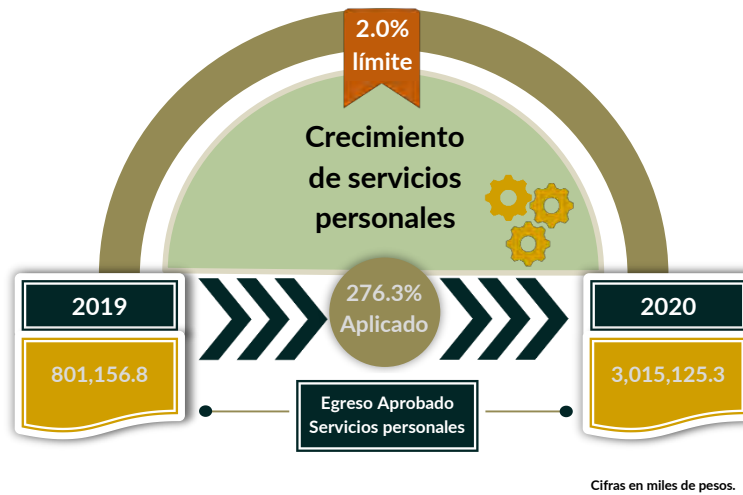 2.0%
límite
Crecimiento
de servicios
personales
2019
276.3%
Aplicado
2020
801,156.8
3,015,125.3
Egreso Aprobado
Servicios personales
Cifras en miles de pesos.